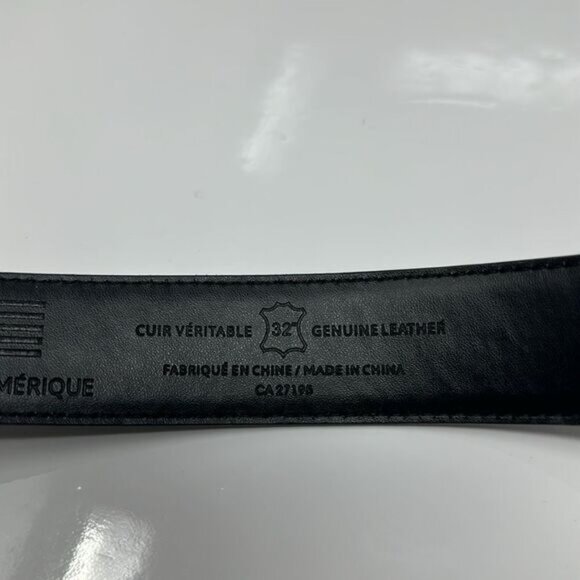 CUIR VÉRITABLE 32" GENUINE LEATHER
FABRIQUÉ EN CHINE / MADE IN CHINA
MÉRIQUE CA 27195